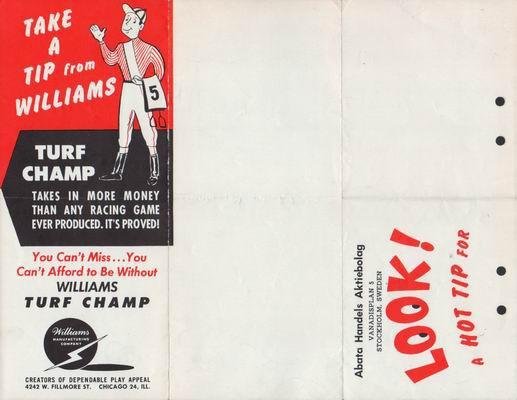 TAKE
A
TIP from
WILLIAMS
5
TURF
CHAMP
TAKES IN MORE MONEY
THAN ANY RACING GAME
EVER PRODUCED. IT'S PROVED!
You Can't Miss...You
Can't Afford to Be Without
WILLIAMS
TURF CHAMP
Williams
MANUFACTURING
COMPANY
CREATORS OF DEPENDABLE PLAY APPEAL
4242 W. FILLMORE ST. CHICAGO 24, ILL.
Abata Handels Aktiebolag
VANADISPLAN 5
STOCKHOLM, SWEDEN
LOOK!
A HOT TIP FOR